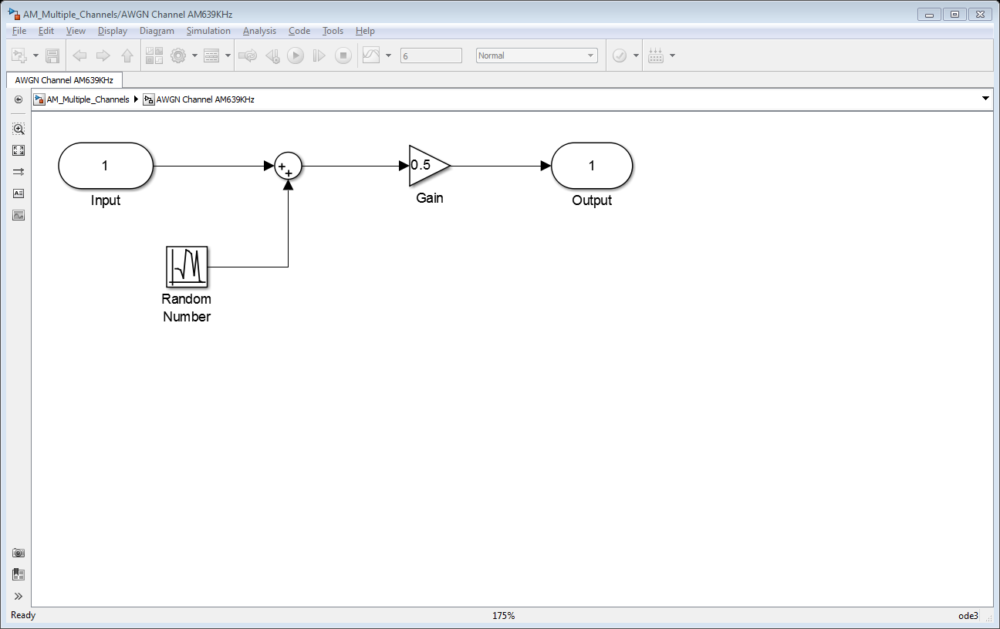 AM_Multiple_Channels/AWGN Channel AM639KHz
File Edit View Display Diagram Simulation Analysis Code Tools Help
6 Normal
AWGN Channel AM639KHz
AM_Multiple_Channels AWGN Channel AM639KHz
1 + + 0.5 1
Input Gain Output
Random
Number
Ready 175% ode3